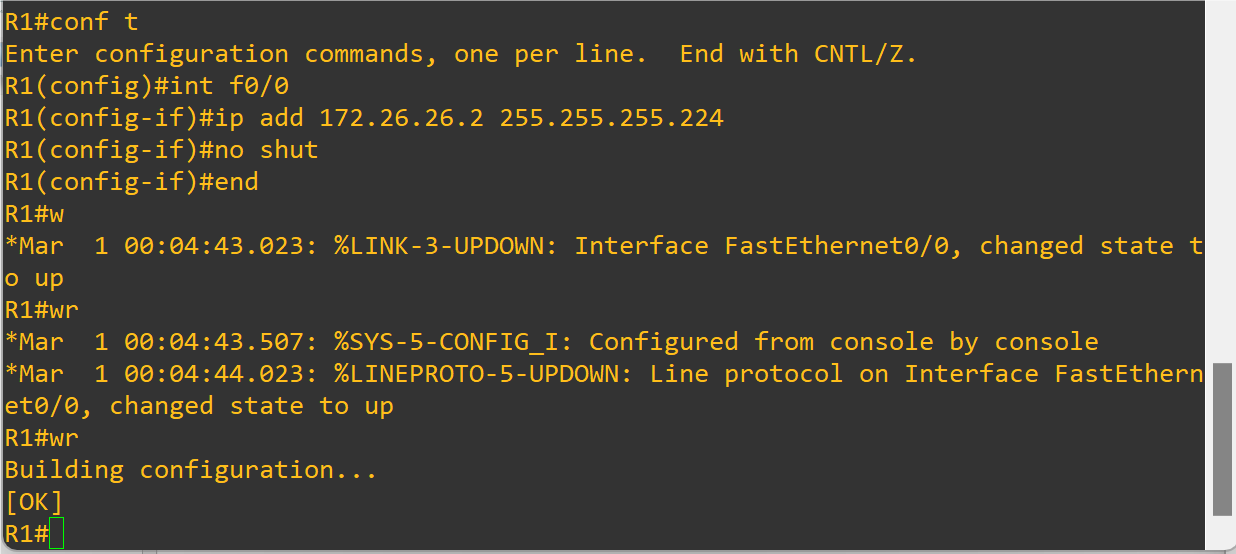 R1#conf t
Enter configuration commands, one per line.  End with CNTL/Z.
R1(config)#int f0/0
R1(config-if)#ip add 172.26.26.2 255.255.255.224
R1(config-if)#no shut
R1(config-if)#end
R1#w
*Mar  1 00:04:43.023: %LINK-3-UPDOWN: Interface FastEthernet0/0, changed state t
o up
R1#wr
*Mar  1 00:04:43.507: %SYS-5-CONFIG_I: Configured from console by console
*Mar  1 00:04:44.023: %LINEPROTO-5-UPDOWN: Line protocol on Interface FastEthern
et0/0, changed state to up
R1#wr
Building configuration...
[OK]
R1#